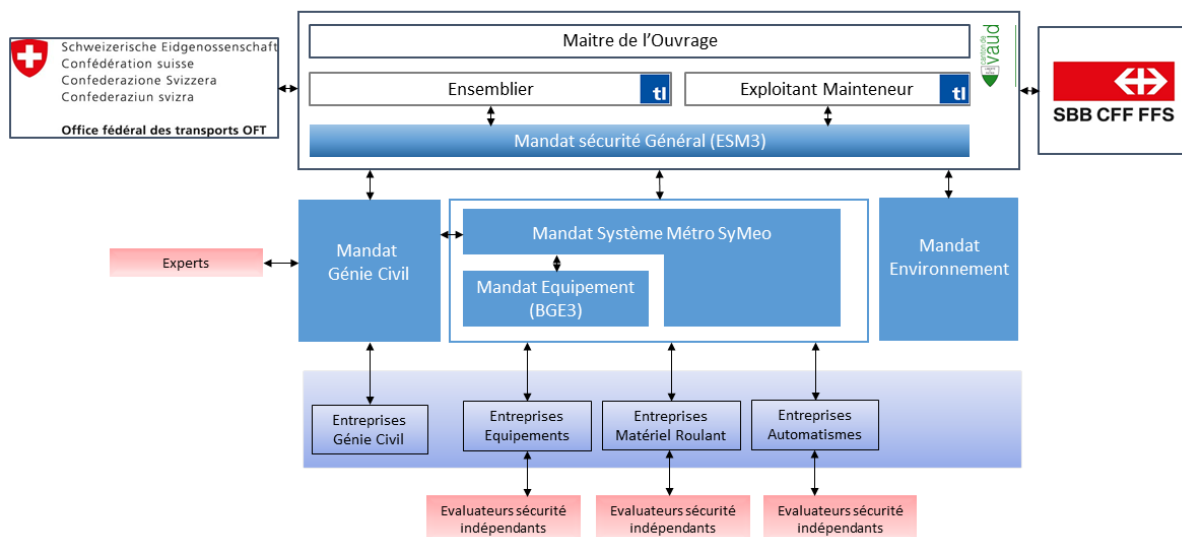 Schweizerische Eidgenossenschaft
Confédération suisse
Confederazione Svizzera
Confederaziun svizra
Office fédéral des transports OFT
Maitre de l'Ouvrage
canton de
vaud
Ensemblier
tl
Exploitant Mainteneur
tl
Mandat sécurité Général (ESM3)
SBB CFF FFS
Mandat
Génie Civil
Mandat Système Métro SyMeo
Mandat Equipement
(BGE3)
Mandat
Environnement
Experts
Entreprises
Génie Civil
Entreprises
Equipements
Entreprises
Matériel Roulant
Entreprises
Automatismes
Evaluateurs sécurité
indépendants
Evaluateurs sécurité
indépendants
Evaluateurs sécurité
indépendants